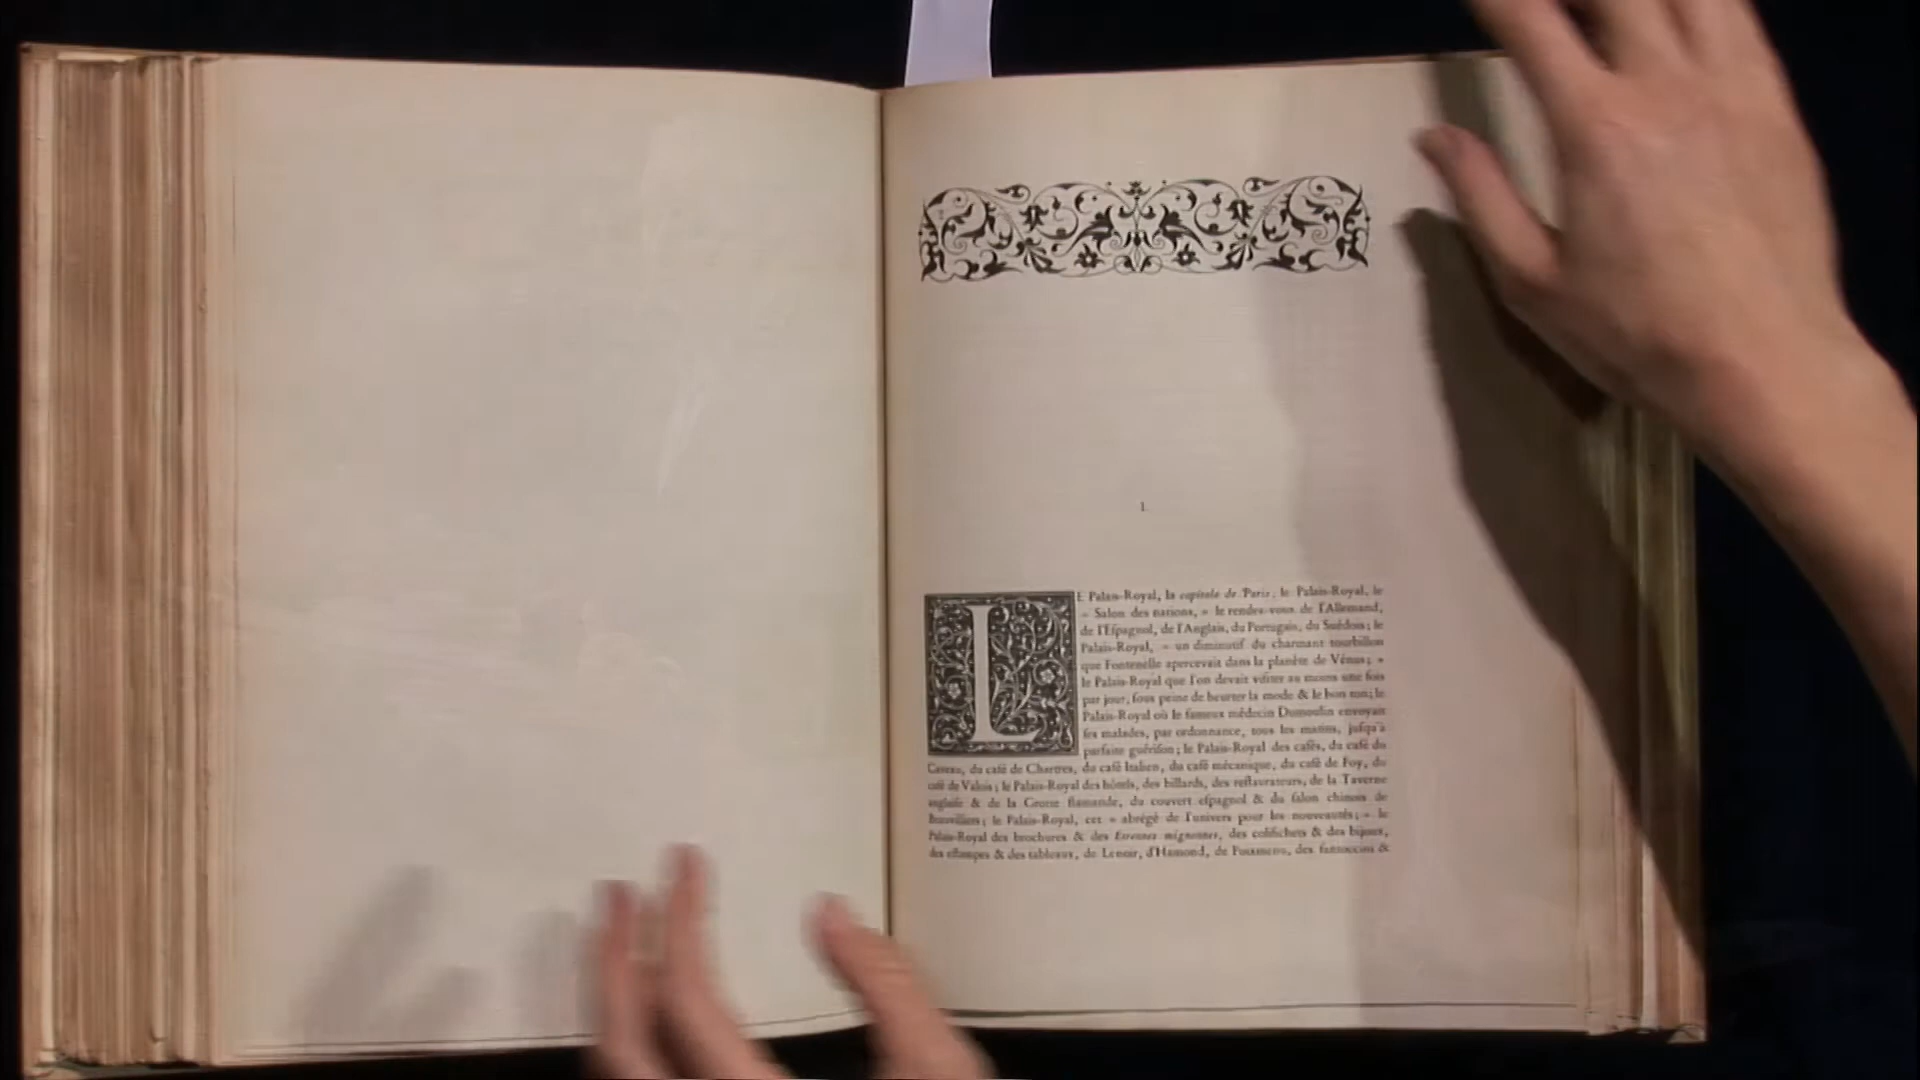 I.
LE Palais-Royal, la capitale de Paris, le Palais-Royal, le
« Salon des nations, » le rendez-vous de l'Allemand,
de l'Eſpagnol, de l'Anglais, du Portugais, du Suédois; le
Palais-Royal, « un diminutif du charmant tourbillon
que Fontenelle apercevait dans la planète de Vénus; »
le Palais-Royal que l'on devait viſiter au moins une fois
par jour, ſous peine de heurter la mode & le bon ton; le
Palais-Royal où le fameux médecin Dumoulin envoyait
ſes malades, par ordonnance, tous les matins, juſqu'à
parfaite guériſon; le Palais-Royal des cafés, du café du
Caveau, du café de Chartres, du café Italien, du café mécanique, du café de Foy, du
café de Valois; le Palais-Royal des hôtels, des billards, des reſtaurateurs, de la Taverne
anglaiſe & de la Grotte flamande, du couvert eſpagnol & du ſalon chinois de
Beauvilliers; le Palais-Royal, cet « abrégé de l'univers pour les nouveautés; » le
Palais-Royal des brochures & des Étrennes mignonnes, des colifichets & des bijoux,
des eſtampes & des tableaux, de Lenoir, d'Hamond, de des fantoccini &